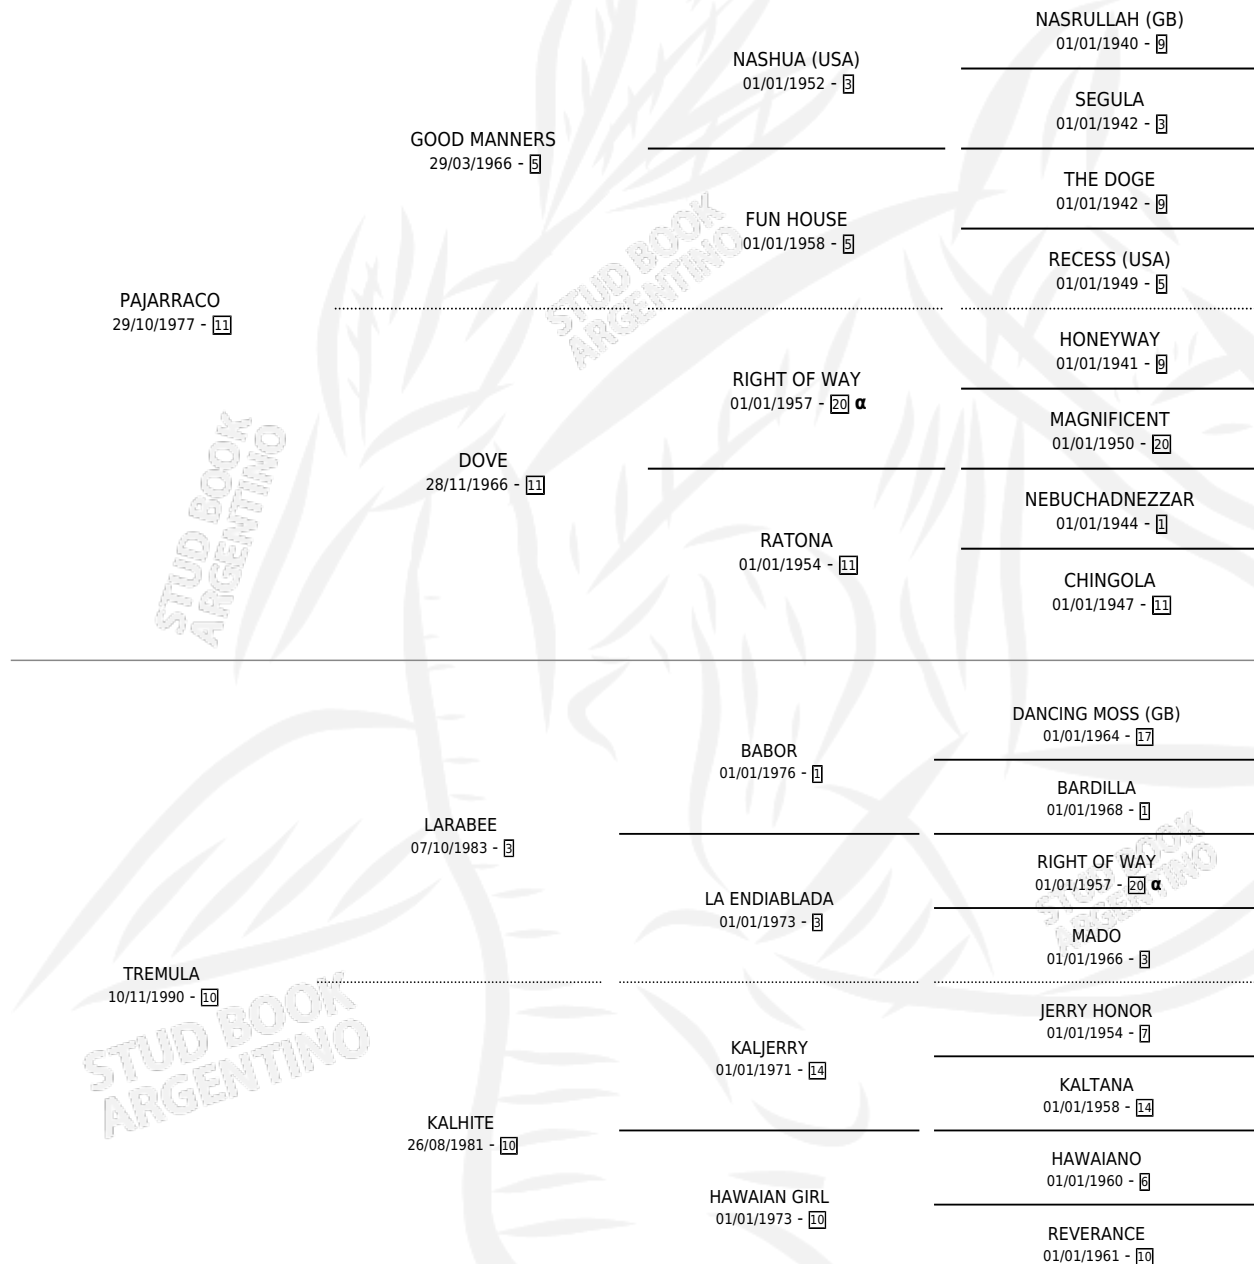 NASRULLAH (GB)
01/01/1940 - 9
NASHUA (USA)
01/01/1952 - 3
SEGULA
01/01/1942 - 3
GOOD MANNERS
29/03/1966 - 5
THE DOGE
01/01/1942 - 9
FUN HOUSE
01/01/1958 - 5
RECESS (USA)
01/01/1949 - 5
PAJARRACO
29/10/1977 - 11
HONEYWAY
01/01/1941 - 9
RIGHT OF WAY
01/01/1957 - 20 α
MAGNIFICENT
01/01/1950 - 20
DOVE
28/11/1966 - 11
NEBUCHADNEZZAR
01/01/1944 - 1
RATONA
01/01/1954 - 11
CHINGOLA
01/01/1947 - 11
STUD BOOK
ARGENTINO
STUD BOOK
ARGENTINO
DANCING MOSS (GB)
01/01/1964 - 17
BABOR
01/01/1976 - 1
BARDILLA
01/01/1968 - 1
LARABEE
07/10/1983 - 3
RIGHT OF WAY
01/01/1957 - 20 α
LA ENDIABLADA
01/01/1973 - 3
MADO
01/01/1966 - 3
TREMULA
10/11/1990 - 10
JERRY HONOR
01/01/1954 - 7
KALJERRY
01/01/1971 - 14
KALTANA
01/01/1958 - 14
KALHITE
26/08/1981 - 10
HAWAIANO
01/01/1960 - 6
HAWAIAN GIRL
01/01/1973 - 10
REVERANCE
01/01/1961 - 10
STUD BOOK
ARGENTINO
STUD BOOK
ARGENTINO